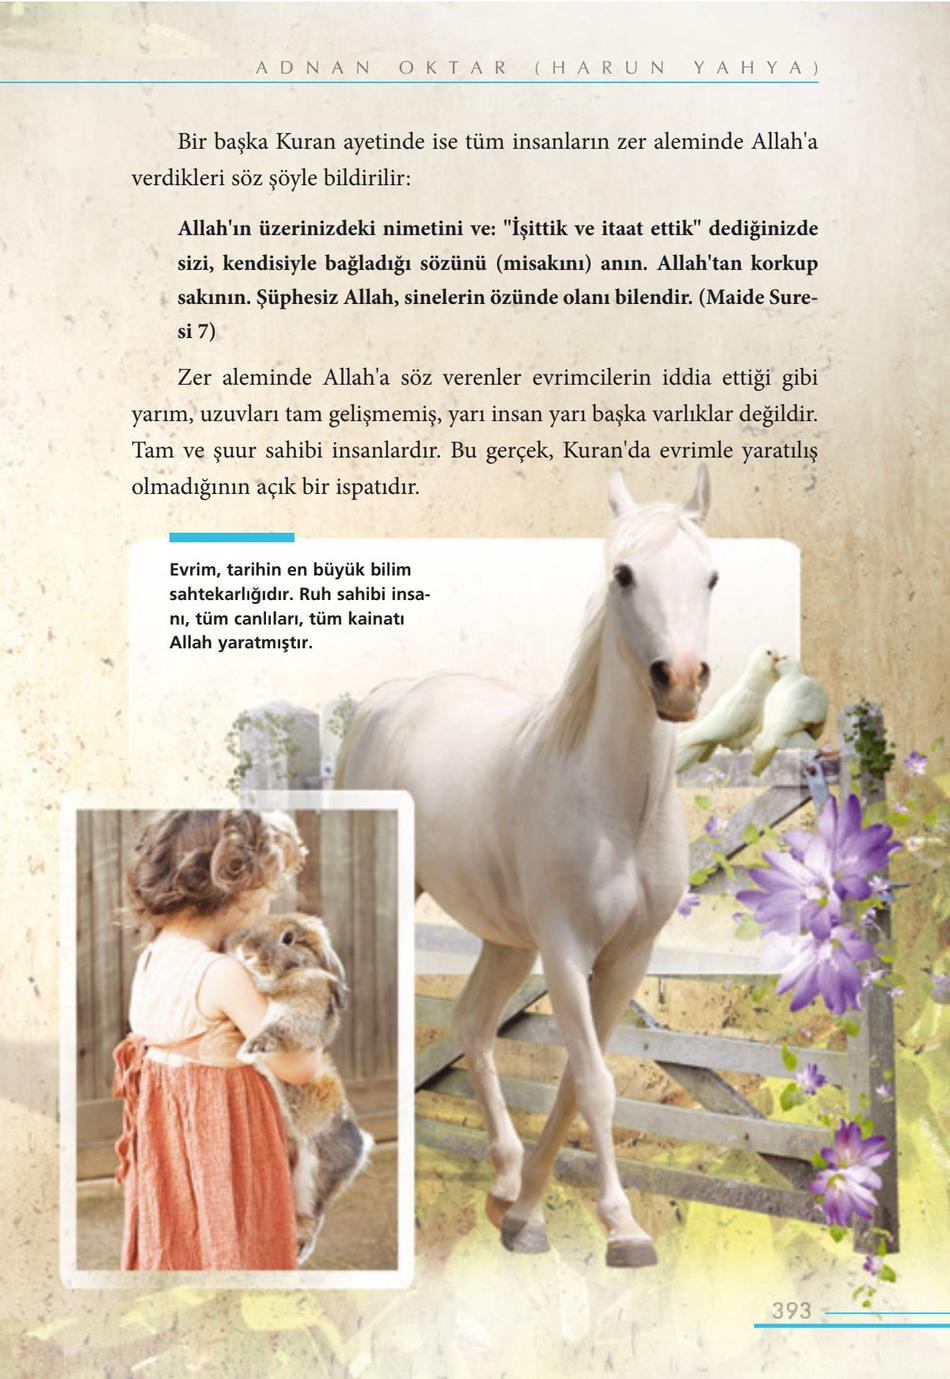 ADNAN OKTAR (HARUN YAHYA)
Bir başka Kuran ayetinde ise tüm insanların zer aleminde Allah'a
verdikleri söz şöyle bildirilir:
Allah'ın üzerinizdeki nimetini ve: "İşittik ve itaat ettik" dediğinizde
sizi, kendisiyle bağladığı sözünü (misakını) anın. Allah'tan korkup
sakının. Şüphesiz Allah, sinelerin özünde olanı bilendir. (Maide Sure-
si 7)
Zer aleminde Allah'a söz verenler evrimcilerin iddia ettiği gibi
yarım, uzuvları tam gelişmemiş, yarı insan yarı başka varlıklar değildir.
Tam ve şuur sahibi insanlardır. Bu gerçek, Kuran'da evrimle yaratılış
olmadığının açık bir ispatıdır.
Evrim, tarihin en büyük bilim
sahtekarlığıdır. Ruh sahibi insa-
nı, tüm canlıları, tüm kainatı
Allah yaratmıştır.
393